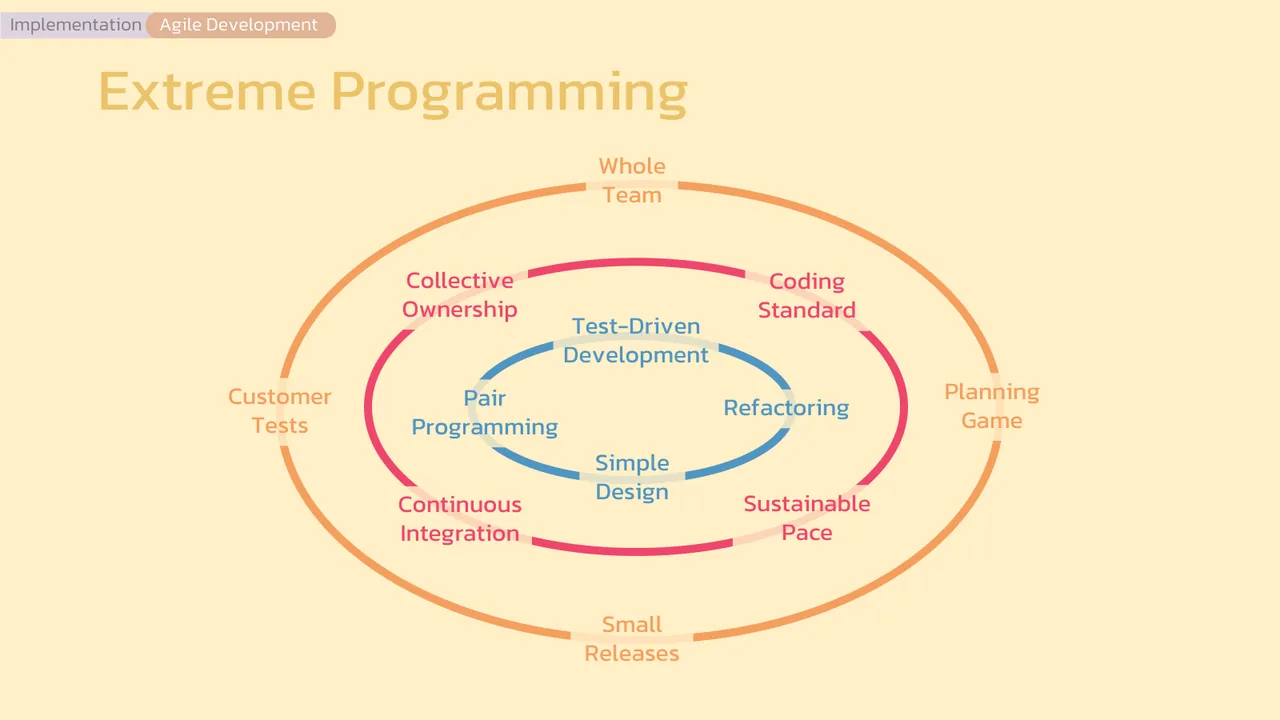 Implementation Agile Development
Extreme Programming
Whole
Team
Collective
Ownership
Coding
Standard
Test-Driven
Development
Customer
Tests
Pair
Programming
Refactoring
Planning
Game
Simple
Design
Continuous
Integration
Sustainable
Pace
Small
Releases